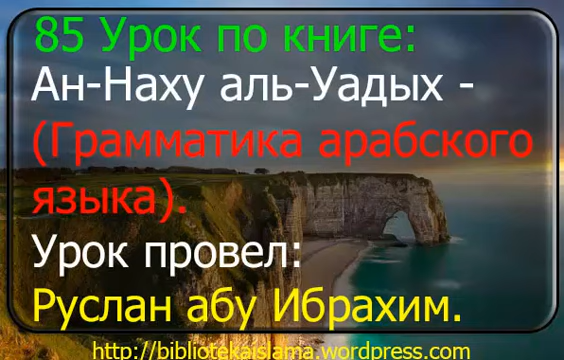 85 Урок по книге:
Ан-Наху аль-Уадых -
(Грамматика арабского
языка).
Урок провел:
Руслан абу Ибрахим.
http://bibliotekaislama.wordpress.com